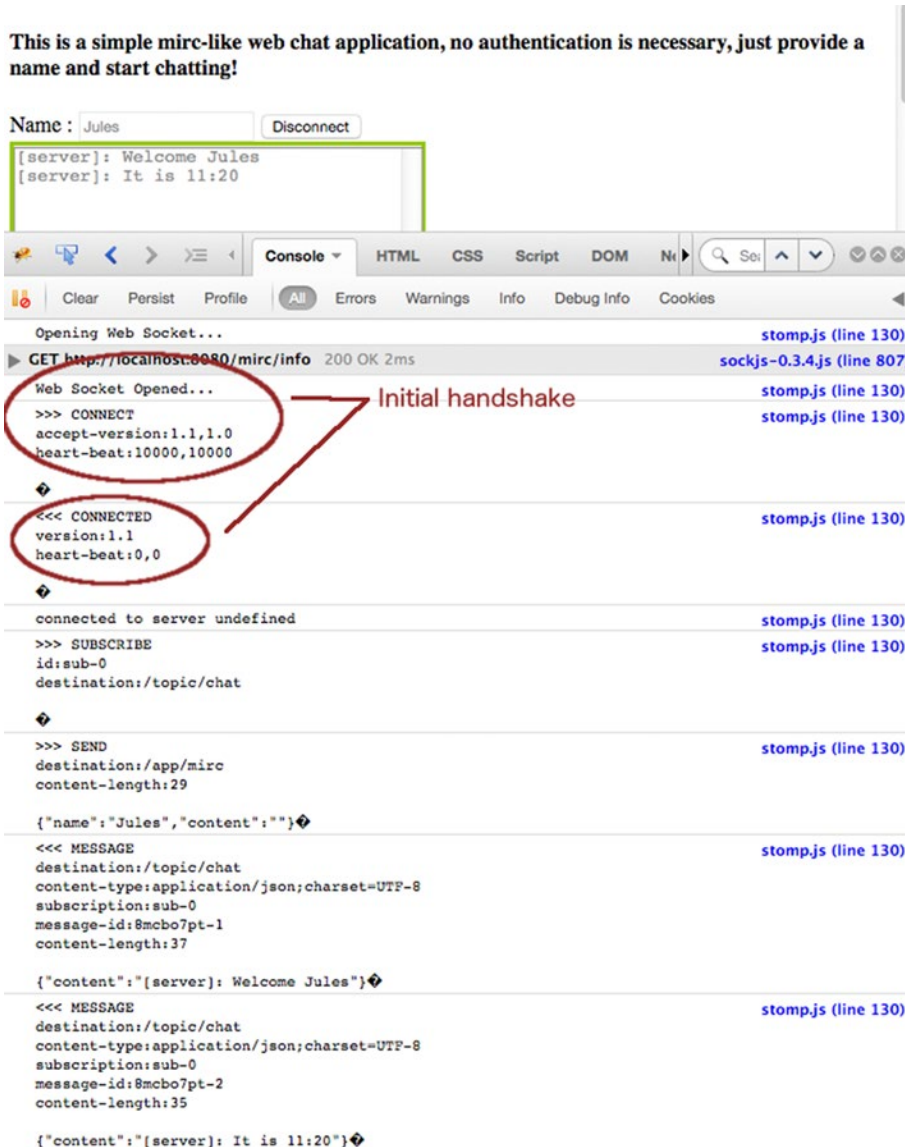 This is a simple mirc-like web chat application, no authentication is necessary, just provide a
name and start chatting!
Name : Jules Disconnect
[server]: Welcome Jules
[server]: It is 11:20
Console HTML CSS Script DOM
Clear Persist Profile All Errors Warnings Info Debug Info Cookies
Opening Web Socket... stomp.js (line 130)
GET http://localhost:8080/mirc/info 200 OK 2ms sockjs-0.3.4.js (line 807
Web Socket Opened... stomp.js (line 130)
Initial handshake
>>> CONNECT stomp.js (line 130)
accept-version:1.1,1.0
heart-beat:10000,10000
�
<<< CONNECTED stomp.js (line 130)
version:1.1
heart-beat:0,0
�
connected to server undefined stomp.js (line 130)
>>> SUBSCRIBE stomp.js (line 130)
id:sub-0
destination:/topic/chat
�
>>> SEND stomp.js (line 130)
destination:/app/mirc
content-length:29
{"name":"Jules","content":""}�
<<< MESSAGE stomp.js (line 130)
destination:/topic/chat
content-type:application/json;charset=UTF-8
subscription:sub-0
message-id:8mcbo7pt-1
content-length:37
{"content":"[server]: Welcome Jules"}�
<<< MESSAGE stomp.js (line 130)
destination:/topic/chat
content-type:application/json;charset=UTF-8
subscription:sub-0
message-id:8mcbo7pt-2
content-length:35
{"content":"[server]: It is 11:20"}�